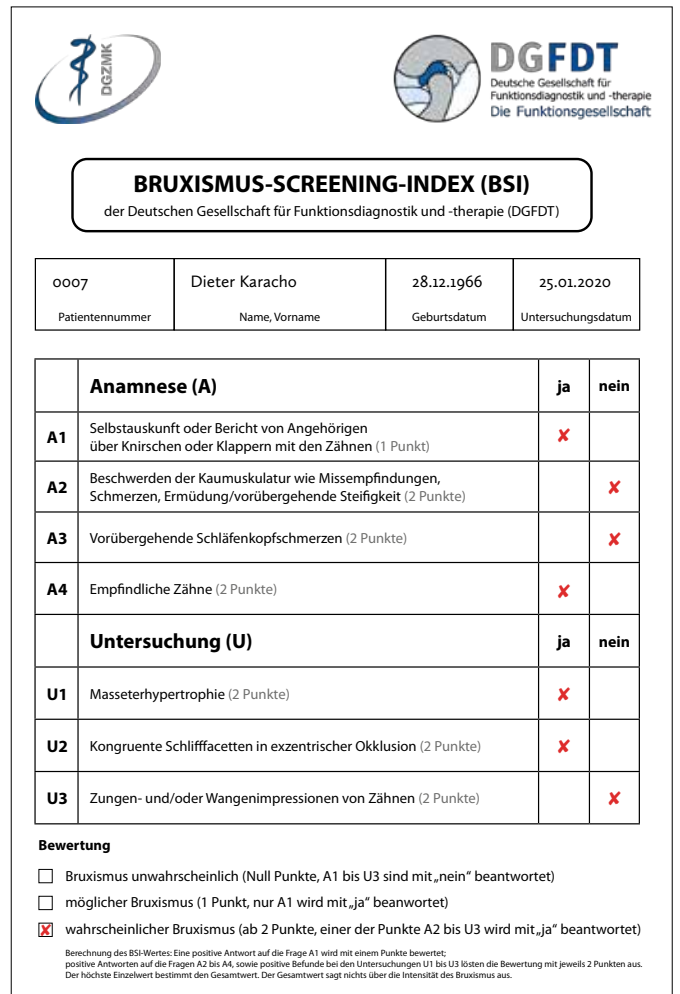 DGZMK
DGFDT
Deutsche Gesellschaft für
Funktionsdiagnostik und -therapie
Die Funktionsgesellschaft
BRUXISMUS-SCREENING-INDEX (BSI)
der Deutschen Gesellschaft für Funktionsdiagnostik und -therapie (DGFDT)
0007 Dieter Karacho 28.12.1966 25.01.2020
Patientennummer Name, Vorname Geburtsdatum Untersuchungsdatum
Anamnese (A) ja nein
A1 Selbstauskunft oder Bericht von Angehörigen
über Knirschen oder Klappern mit den Zähnen (1 Punkt) ✘
A2 Beschwerden der Kaumuskulatur wie Missempfindungen,
Schmerzen, Ermüdung/vorübergehende Steifigkeit (2 Punkte) ✘
A3 Vorübergehende Schläfenkopfschmerzen (2 Punkte) ✘
A4 Empfindliche Zähne (2 Punkte) ✘
Untersuchung (U) ja nein
U1 Masseterhypertrophie (2 Punkte) ✘
U2 Kongruente Schlifffacetten in exzentrischer Okklusion (2 Punkte) ✘
U3 Zungen- und/oder Wangenimpressionen von Zähnen (2 Punkte) ✘
Bewertung
Bruxismus unwahrscheinlich (Null Punkte, A1 bis U3 sind mit „nein" beantwortet)
möglicher Bruxismus (1 Punkt, nur A1 wird mit „ja" beanwortet)
✘ wahrscheinlicher Bruxismus (ab 2 Punkte, einer der Punkte A2 bis U3 wird mit „ja" beantwortet)
Berechnung des BSI-Wertes: Eine positive Antwort auf die Frage A1 wird mit einem Punkte bewertet;
positive Antworten auf die Fragen A2 bis A4, sowie positive Befunde bei den Untersuchungen U1 bis U3 lösten die Bewertung mit jeweils 2 Punkten aus.
Der höchste Einzelwert bestimmt den Gesamtwert. Der Gesamtwert sagt nichts über die Intensität des Bruxismus aus.